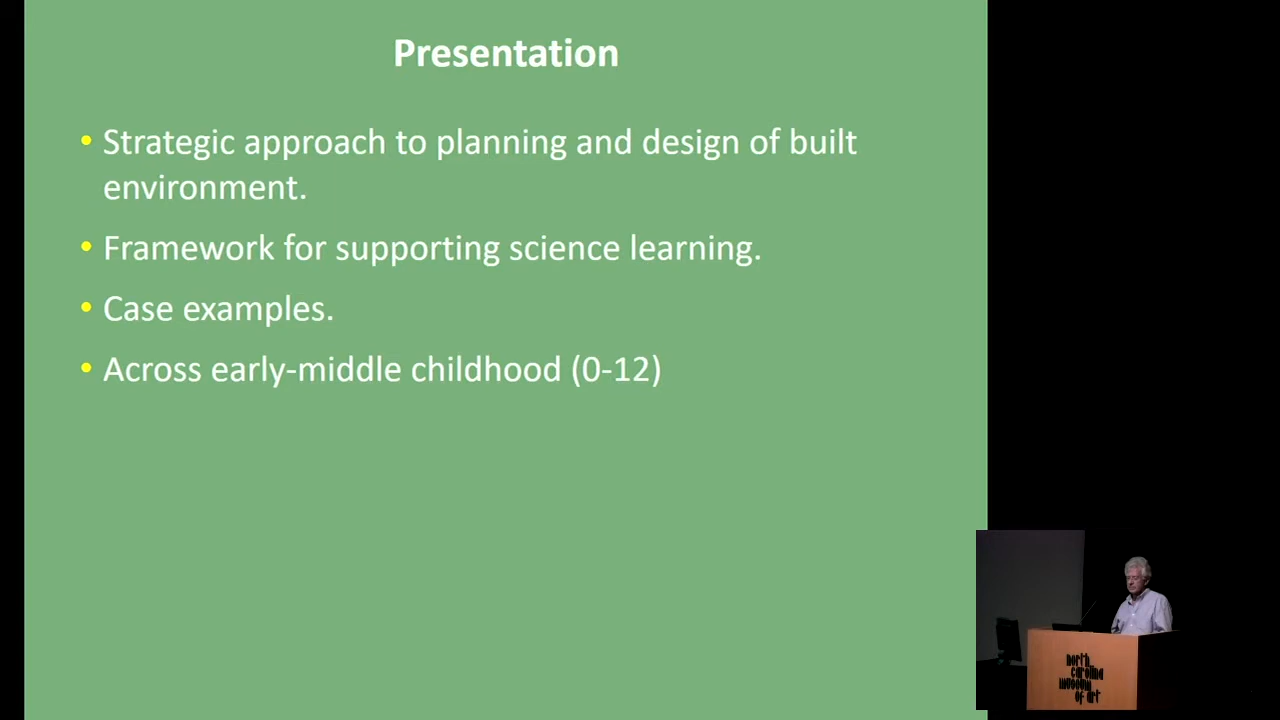 Presentation
• Strategic approach to planning and design of built
environment.
• Framework for supporting science learning.
• Case examples.
• Across early-middle childhood (0-12)
north
carolina
museum
of art